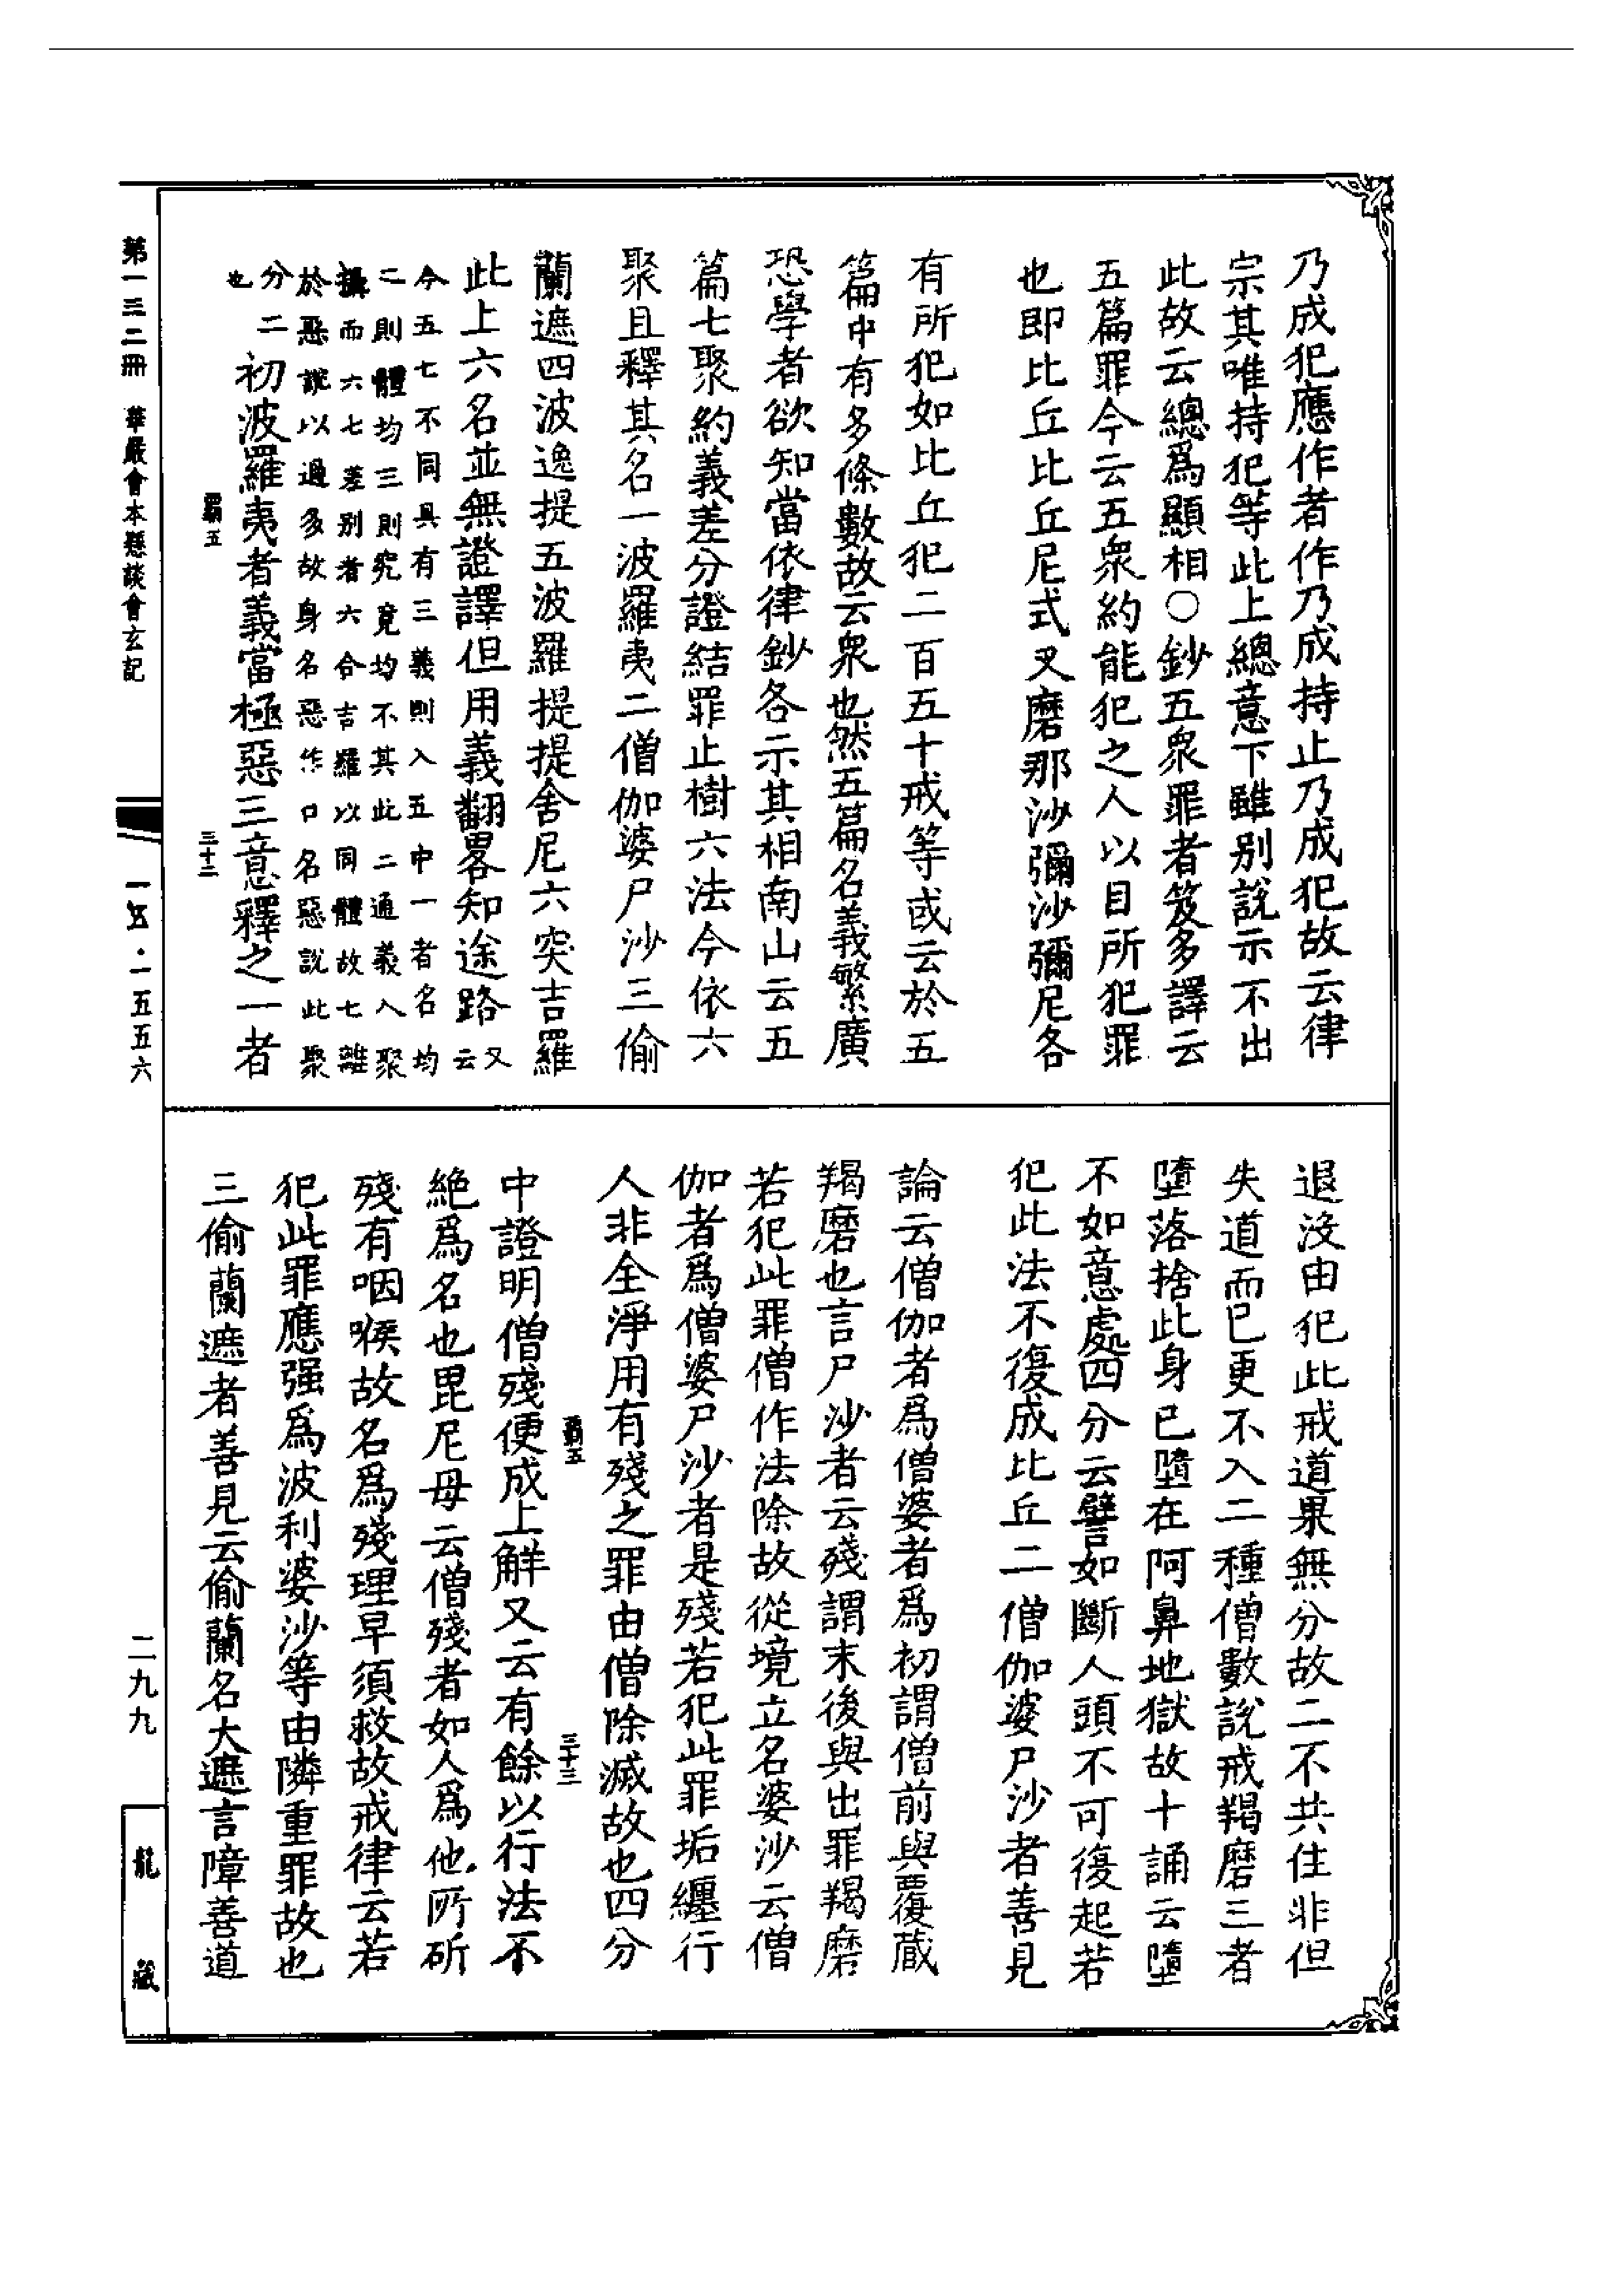 乃成犯應作者作乃成持止乃成犯故云律
宗其唯持犯等此上總意下雖别説示不出
此故云總爲顯相○鈔五衆罪者笈多譯云
五篇罪今云五衆約能犯之人以目所犯罪
也即比丘比丘尼式叉磨那沙彌沙彌尼各
有所犯如比丘犯二百五十戒等或云於五
篇中有多條數故云衆也然五篇名義繁廣
恐學者欲知當依律鈔各示其相南山云五
篇七聚約義差分證結罪止樹六法今依六
聚且釋其名一波羅夷二僧伽婆尸沙三偷
蘭遮四波逸提五波羅提提舍尼六突吉羅
此上六名並無證譯但用義翻畧知途路又云
今五七不同具有三義則入五中一者名均
二則體均三則究竟均不其此二通義入聚
攝而六七差别者六合吉羅以同體故七離
於惡説以過多故身名惡作口名惡説此聚
分二也
初波羅夷者義當極惡三意釋之一者
霸五
三十二
退没由犯此戒道果無分故二不共住非但
失道而已更不入二種僧數説戒羯磨三者
墮落捨此身已墮在阿鼻地獄故十誦云墮
不如意處四分云譬如斷人頭不可復起若
犯此法不復成比丘二僧伽婆尸沙者善見
論云僧伽者爲僧婆者爲初謂僧前與覆藏
羯磨也言尸沙者云殘謂末後與出罪羯磨
若犯此罪僧作法除故從境立名婆沙云僧
伽者爲僧婆尸沙者是殘若犯此罪垢纏行
人非全淨用有殘之罪由僧除滅故也四分
霸五
三十三
中證明僧殘便成上解又云有餘以行法不
絶爲名也毘尼母云僧殘者如人爲他所斫
殘有咽喉故名爲殘理早須救故戒律云若
犯此罪應强爲波利婆沙等由隣重罪故也
三偷蘭遮者善見云偷蘭名大遮言障善道
第一三二冊　華嚴會本懸談會玄記
一五·一五五六
二九九
龍藏